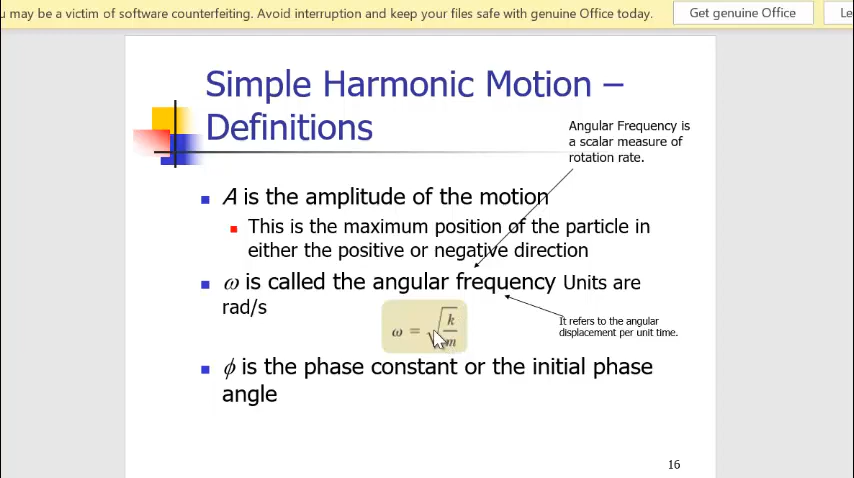 u may be a victim of software counterfeiting. Avoid interruption and keep your files safe with genuine Office today. Get genuine Office Le
Simple Harmonic Motion –
Definitions
Angular Frequency is
a scalar measure of
rotation rate.
A is the amplitude of the motion
This is the maximum position of the particle in
either the positive or negative direction
ω is called the angular frequency Units are
rad/s
It refers to the angular
displacement per unit time.
ω = √k/m
ϕ is the phase constant or the initial phase
angle
16